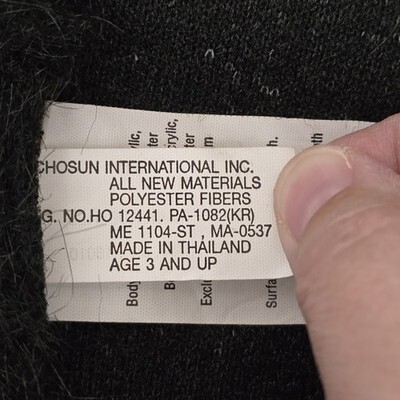 CHOSUN INTERNATIONAL INC.
ALL NEW MATERIALS
POLYESTER FIBERS
G. NO.HO 12441. PA-1082(KR)
ME 1104-ST , MA-0537
MADE IN THAILAND
AGE 3 AND UP